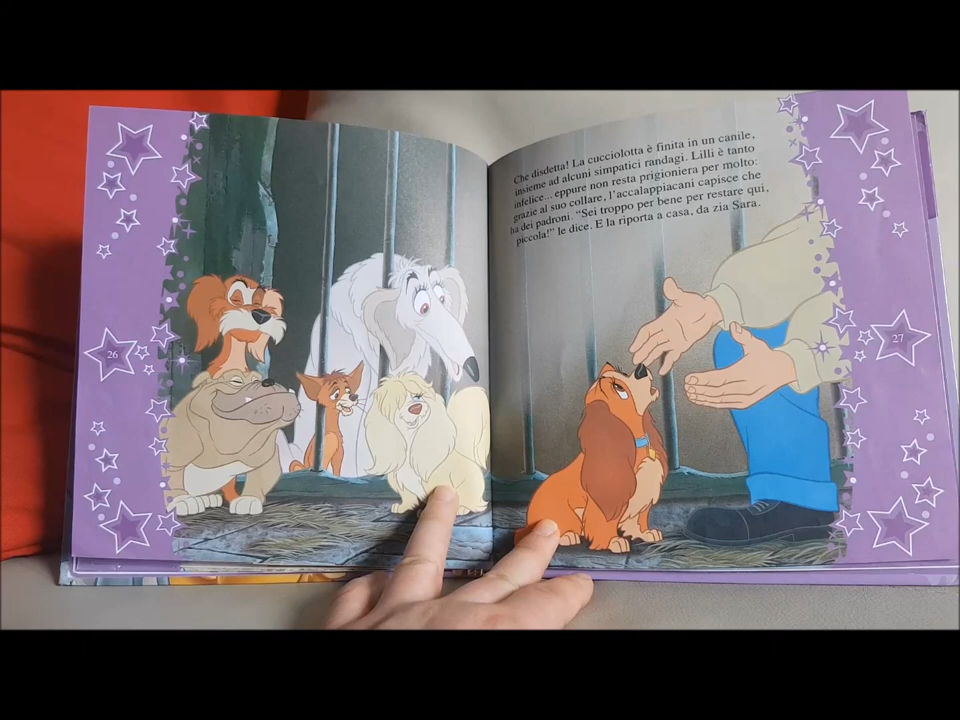 Che disdetta! La cucciolotta è finita in un canile,
insieme ad alcuni simpatici randagi. Lilli è tanto
infelice... eppure non resta prigioniera per molto:
grazie al suo collare, l'accalappiacani capisce che
ha dei padroni. "Sei troppo per bene per restare qui,
piccola!" le dice. E la riporta a casa, da zia Sara.
26
27